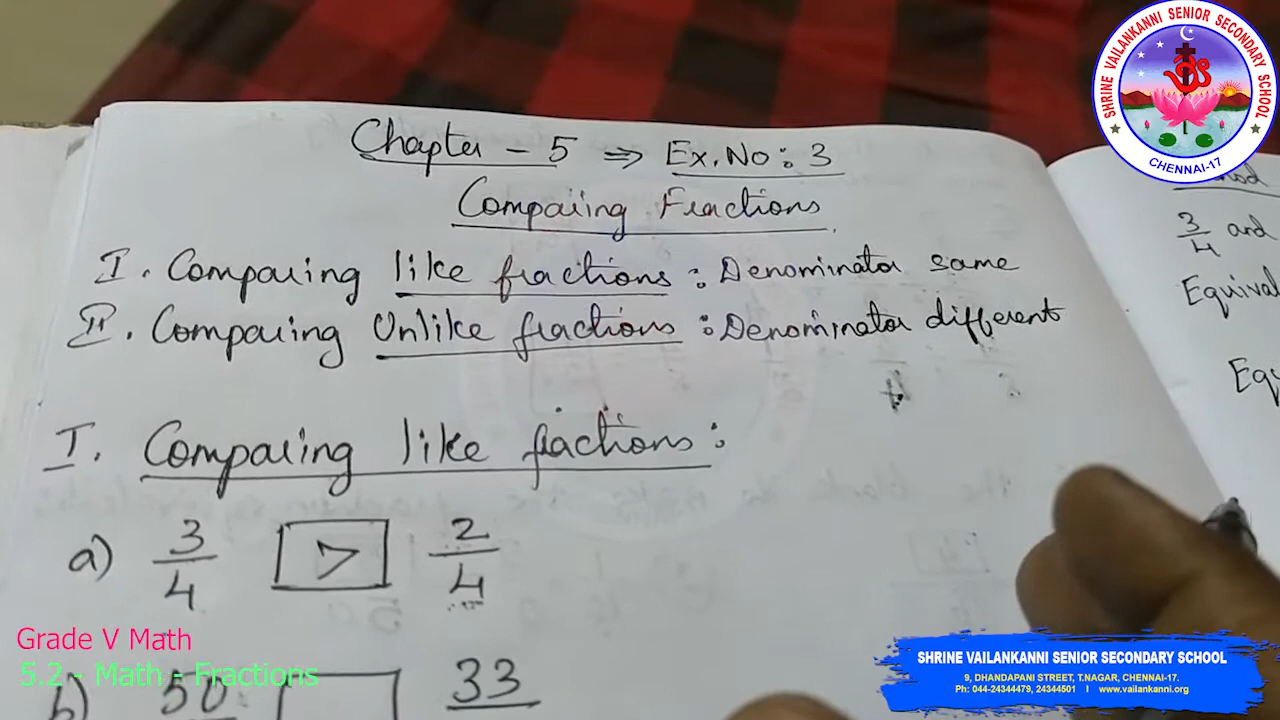 Chapter - 5 ⇒ Ex. No: 3
Comparing Fractions
I. Comparing like fractions : Denominator same
II. Comparing Unlike fractions : Denominator different
I. Comparing like fractions :
a) 3/4 > 2/4
b) 50 33
3/4 and
Equival
Equ
SHRINE VAILANKANNI SENIOR SECONDARY SCHOOL
CHENNAI-17
Grade V Math
5.2 - Math - Fractions
SHRINE VAILANKANNI SENIOR SECONDARY SCHOOL
9, DHANDAPANI STREET, T.NAGAR, CHENNAI-17.
Ph: 044-24344479, 24344501 I www.vailankanni.org